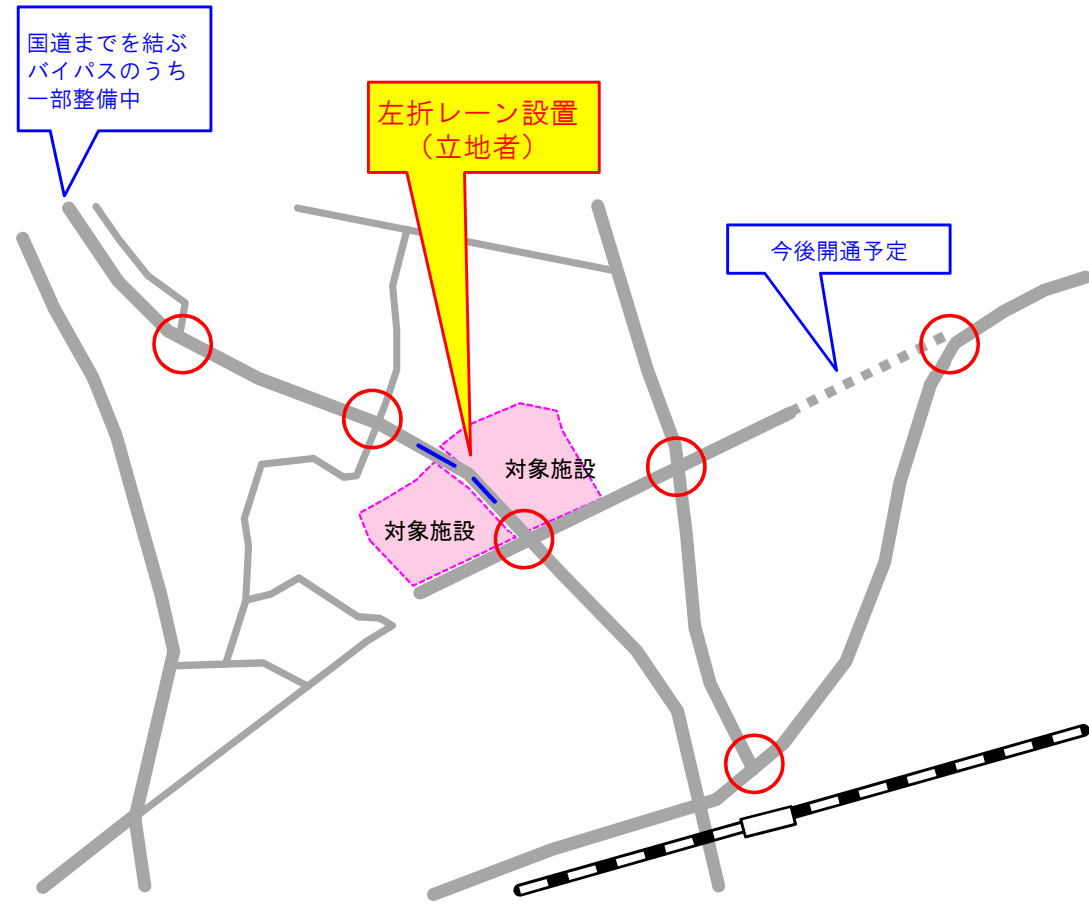 国道までを結ぶ
バイパスのうち
一部整備中
左折レーン設置
（立地者）
今後開通予定
対象施設
対象施設